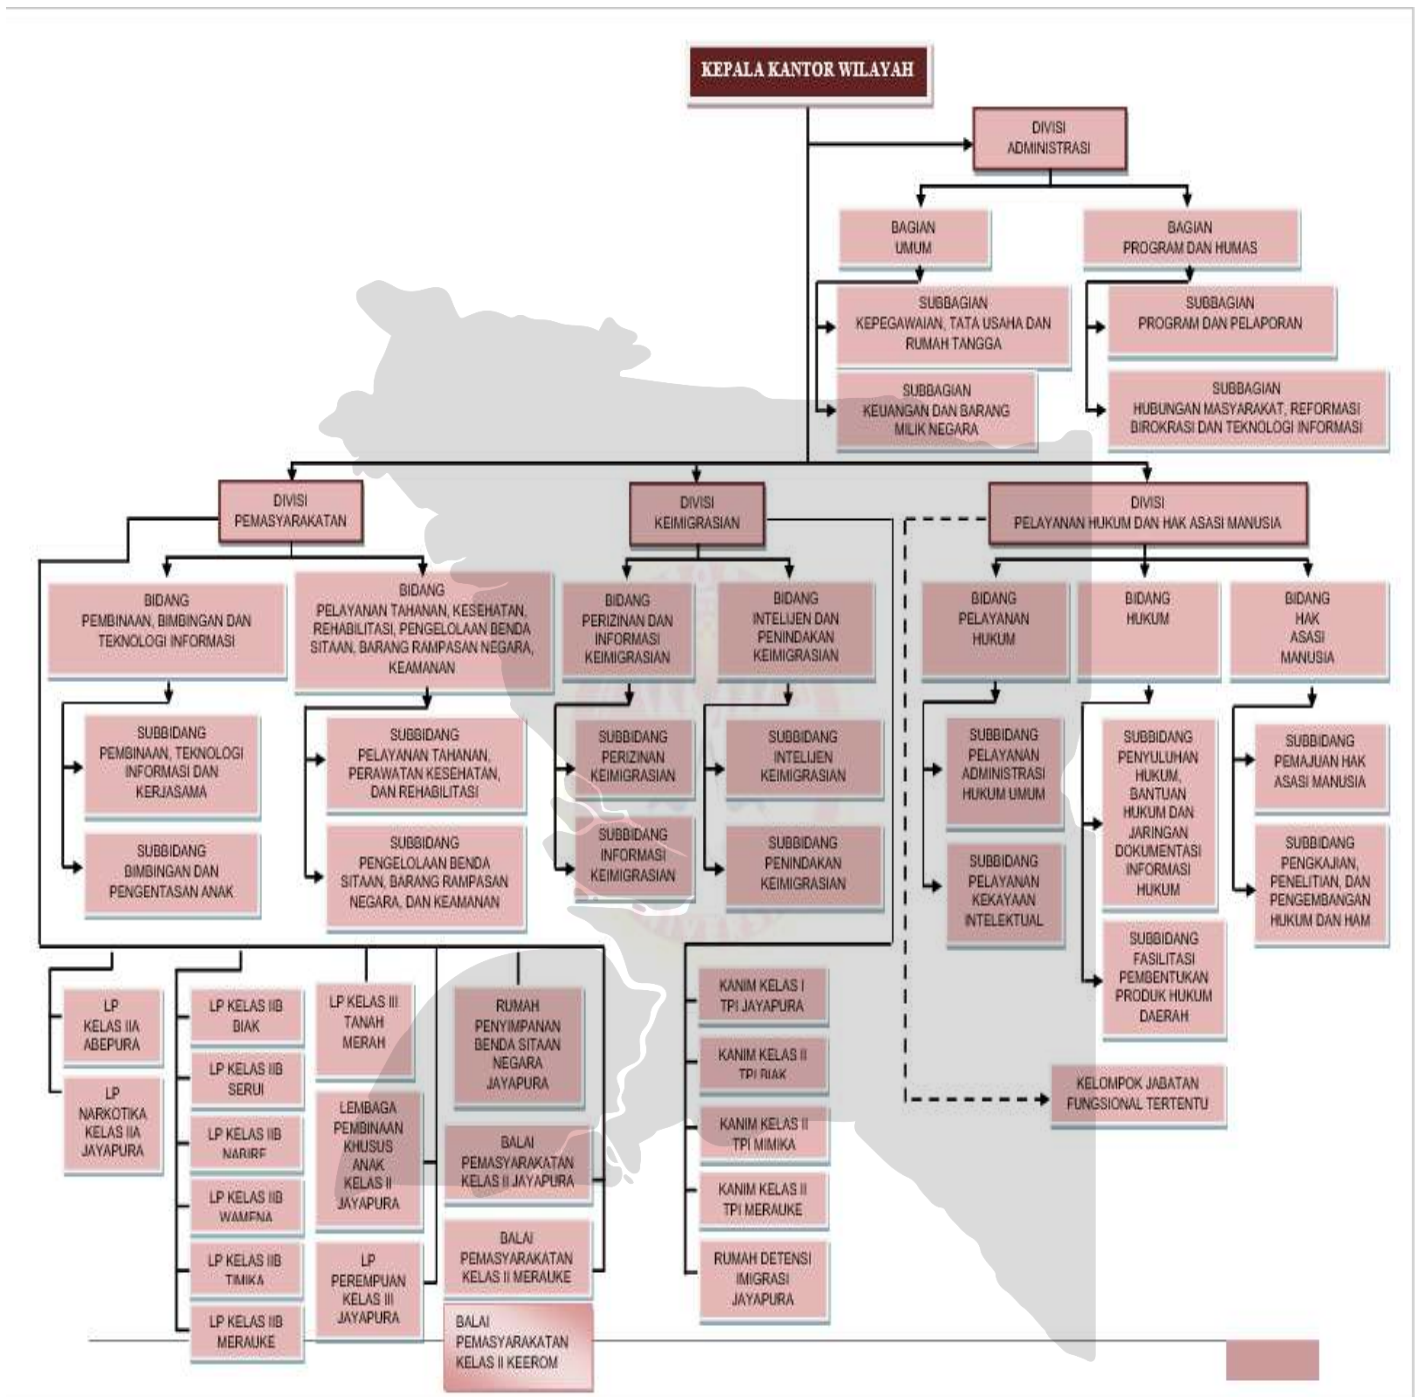 KEPALA KANTOR WILAYAH
DIVISI
ADMINISTRASI
BAGIAN
UMUM
BAGIAN
PROGRAM DAN HUMAS
SUBBAGIAN
KEPEGAWAIAN, TATA USAHA DAN
RUMAH TANGGA
SUBBAGIAN
PROGRAM DAN PELAPORAN
SUBBAGIAN
KEUANGAN DAN BARANG
MILIK NEGARA
SUBBAGIAN
HUBUNGAN MASYARAKAT, REFORMASI
BIROKRASI DAN TEKNOLOGI INFORMASI
DIVISI
PEMASYARAKATAN
DIVISI
KEIMIGRASIAN
DIVISI
PELAYANAN HUKUM DAN HAK ASASI MANUSIA
BIDANG
PEMBINAAN, BIMBINGAN DAN
TEKNOLOGI INFORMASI
BIDANG
PELAYANAN TAHANAN, KESEHATAN,
REHABILITASI, PENGELOLAAN BENDA
SITAAN, BARANG RAMPASAN NEGARA,
KEAMANAN
BIDANG
PERIZINAN DAN
INFORMASI
KEIMIGRASIAN
BIDANG
INTELIJEN DAN
PENINDAKAN
KEIMIGRASIAN
BIDANG
PELAYANAN
HUKUM
BIDANG
HUKUM
BIDANG
HAK
ASASI
MANUSIA
SUBBIDANG
PEMBINAAN, TEKNOLOGI
INFORMASI DAN
KERJASAMA
SUBBIDANG
PELAYANAN TAHANAN,
PERAWATAN KESEHATAN,
DAN REHABILITASI
SUBBIDANG
PERIZINAN
KEIMIGRASIAN
SUBBIDANG
INTELIJEN
KEIMIGRASIAN
SUBBIDANG
PELAYANAN
ADMINISTRASI
HUKUM UMUM
SUBBIDANG
PENYULUHAN
HUKUM,
BANTUAN
HUKUM DAN
JARINGAN
DOKUMENTASI
INFORMASI
HUKUM
SUBBIDANG
PEMAJUAN HAK
ASASI MANUSIA
SUBBIDANG
BIMBINGAN DAN
PENGENTASAN ANAK
SUBBIDANG
PENGELOLAAN BENDA
SITAAN, BARANG RAMPASAN
NEGARA, DAN KEAMANAN
SUBBIDANG
INFORMASI
KEIMIGRASIAN
SUBBIDANG
PENINDAKAN
KEIMIGRASIAN
SUBBIDANG
PELAYANAN
KEKAYAAN
INTELEKTUAL
SUBBIDANG
FASILITASI
PEMBENTUKAN
PRODUK HUKUM
DAERAH
SUBBIDANG
PENGKAJIAN,
PENELITIAN, DAN
PENGEMBANGAN
HUKUM DAN HAM
LP
KELAS IIA
ABEPURA
LP
NARKOTIKA
KELAS IIA
JAYAPURA
LP KELAS IIB
BIAK
LP KELAS IIB
SERUI
LP KELAS IIB
NABIRE
LP KELAS IIB
WAMENA
LP KELAS IIB
TIMIKA
LP KELAS IIB
MERAUKE
LP KELAS III
TANAH
MERAH
LEMBAGA
PEMBINAAN
KHUSUS
ANAK
KELAS II
JAYAPURA
LP
PEREMPUAN
KELAS III
JAYAPURA
RUMAH
PENYIMPANAN
BENDA SITAAN
NEGARA
JAYAPURA
BALAI
PEMASYARAKATAN
KELAS II JAYAPURA
BALAI
PEMASYARAKATAN
KELAS II MERAUKE
BALAI
PEMASYARAKATAN
KELAS II KEEROM
KANIM KELAS I
TPI JAYAPURA
KANIM KELAS II
TPI BIAK
KANIM KELAS II
TPI MIMIKA
KANIM KELAS II
TPI MERAUKE
RUMAH DETENSI
IMIGRASI
JAYAPURA
KELOMPOK JABATAN
FUNGSIONAL TERTENTU